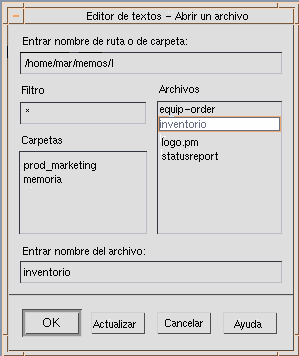 Editor de textos - Abrir un archivo
Entrar nombre de ruta o de carpeta:
/home/mar/memos/I
Filtro
Archivos
*
equip-order
inventorio
logo.pm
statusreport
Carpetas
prod_marketing
memoria
Entrar nombre del archivo:
inventorio
OK
Actualizar
Cancelar
Ayuda